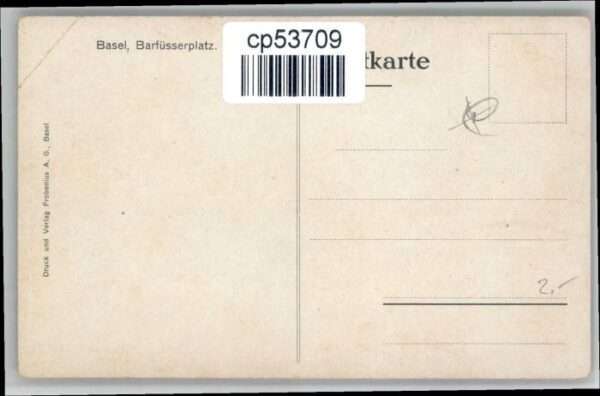 Basel, Barfüsserplatz.
cp53709
tkarte
Druck und Verlag Frobenius A. G., Basel
2,-